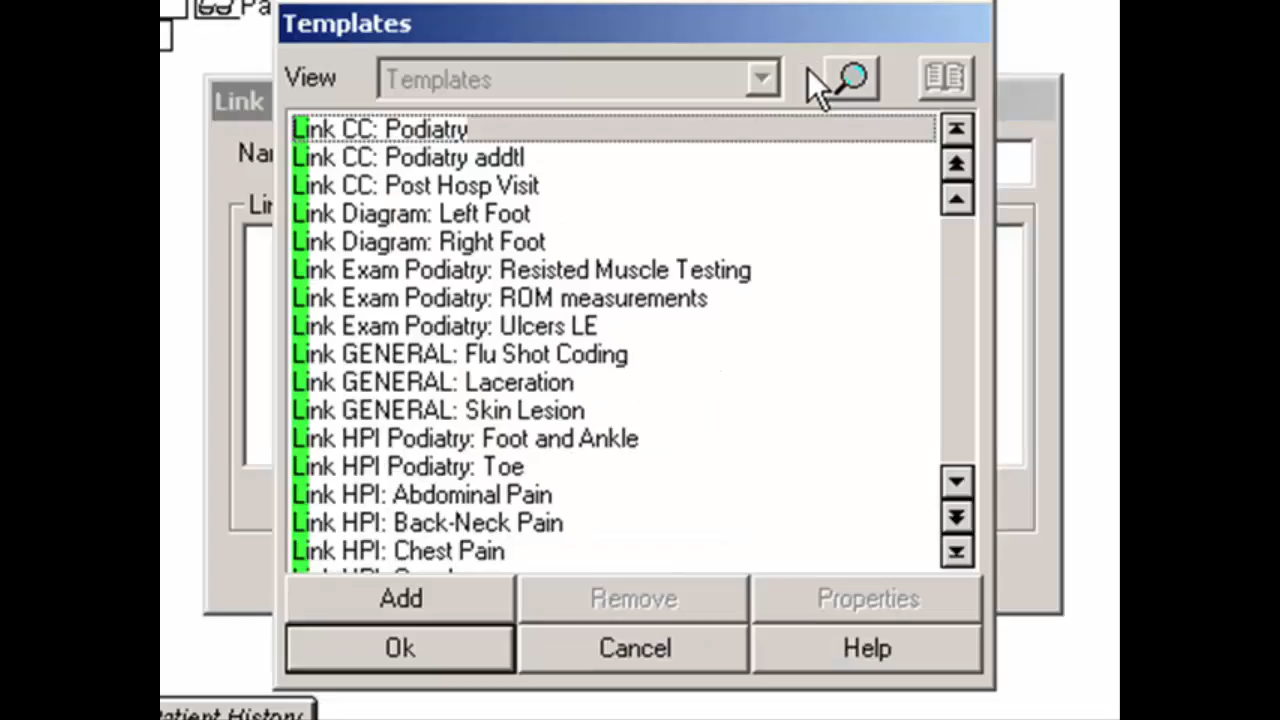 Pa
Templates
View
Templates
Link
Link CC: Podiatry
Link CC: Podiatry addtl
Link CC: Post Hosp Visit
Link Diagram: Left Foot
Link Diagram: Right Foot
Link Exam Podiatry: Resisted Muscle Testing
Link Exam Podiatry: ROM measurements
Link Exam Podiatry: Ulcers LE
Link GENERAL: Flu Shot Coding
Link GENERAL: Laceration
Link GENERAL: Skin Lesion
Link HPI Podiatry: Foot and Ankle
Link HPI Podiatry: Toe
Link HPI: Abdominal Pain
Link HPI: Back-Neck Pain
Link HPI: Chest Pain
Add
Remove
Properties
Ok
Cancel
Help
atient History